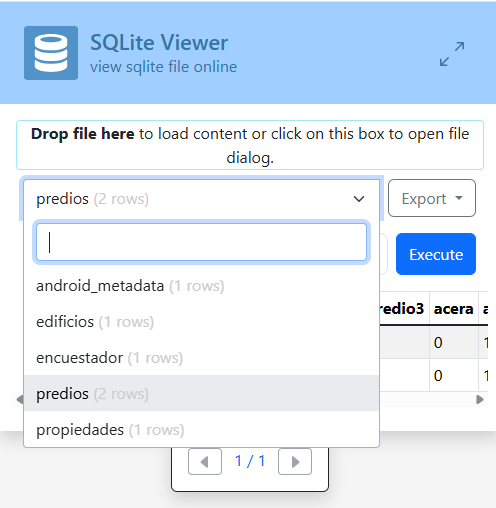 SQLite Viewer
view sqlite file online
Drop file here to load content or click on this box to open file
dialog.
predios (2 rows)
Export
Execute
android_metadata (1 rows)
edificios (1 rows)
encuestador (1 rows)
predios (2 rows)
propiedades (1 rows)
redio3 acera
0 1
0 1
1 / 1